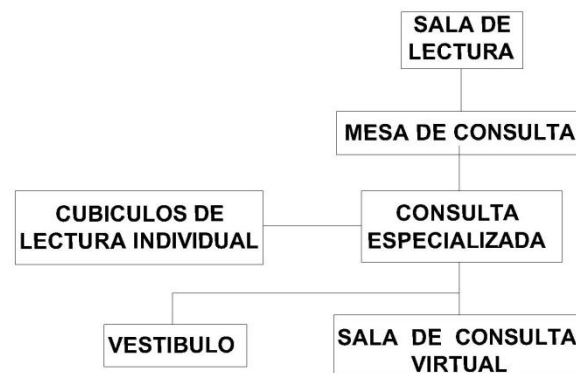 SALA DE
LECTURA
MESA DE CONSULTA
CUBICULOS DE
LECTURA INDIVIDUAL
CONSULTA
ESPECIALIZADA
VESTIBULO
SALA DE CONSULTA
VIRTUAL